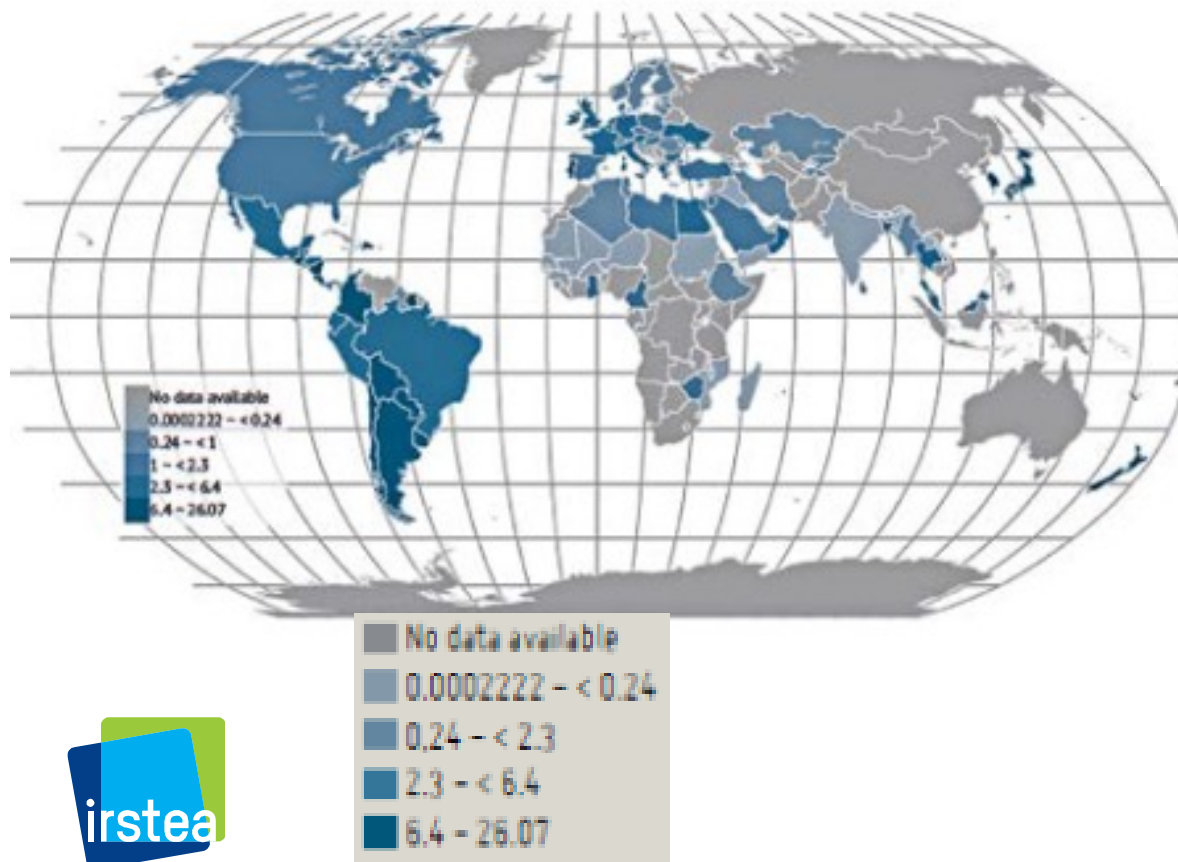 No data available
0.0002222 - < 0.24
0.24 - < 1
1 - < 2.3
2.3 - < 6.4
6.4 - 26.07
No data available
0.0002222 - < 0.24
0,24 - < 2.3
2.3 - < 6.4
6.4 - 26.07
irstea